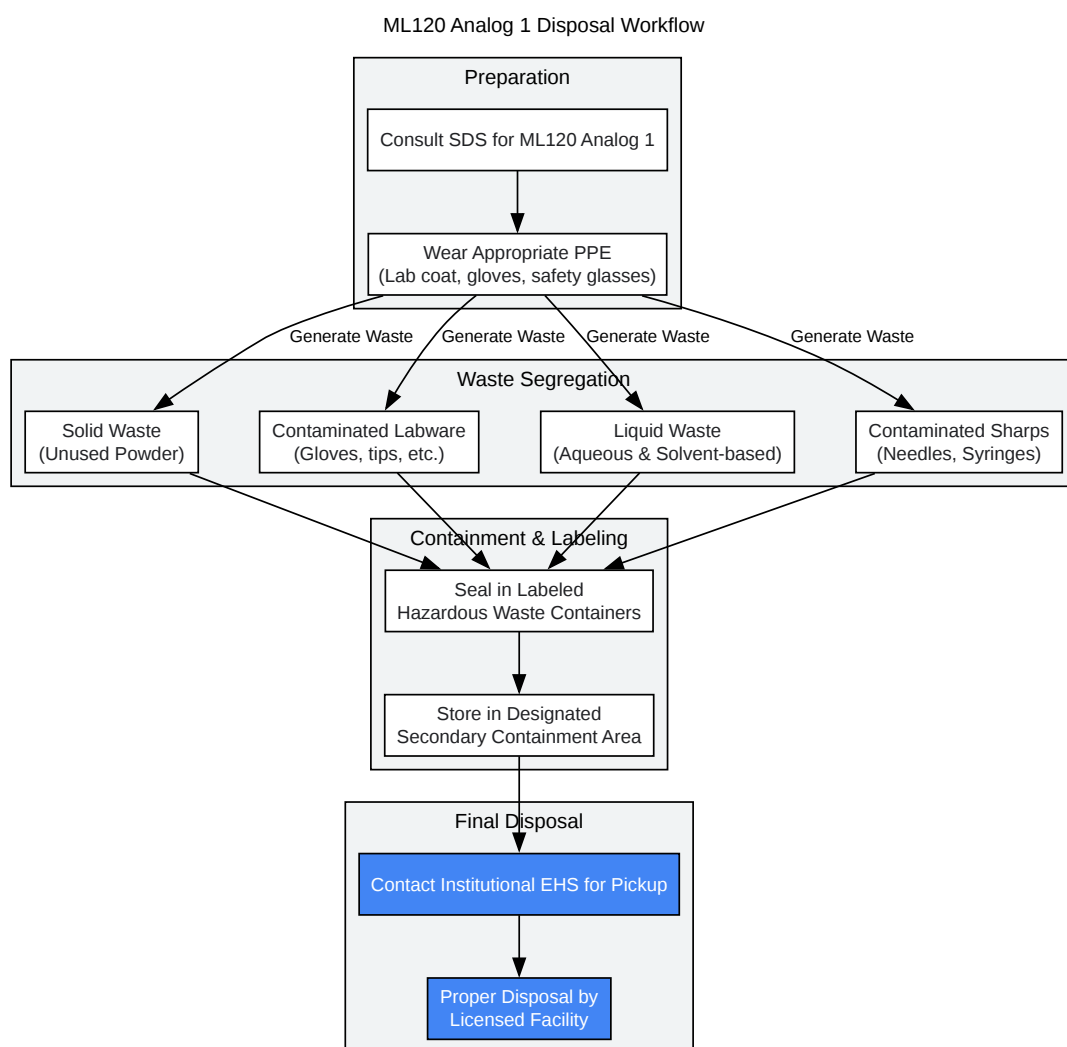 ML120 Analog 1 Disposal Workflow
Preparation
Consult SDS for ML120 Analog 1
Wear Appropriate PPE
(Lab coat, gloves, safety glasses)
Generate Waste
Generate Waste
Generate Waste
Generate Waste
Waste Segregation
Solid Waste
(Unused Powder)
Contaminated Labware
(Gloves, tips, etc.)
Liquid Waste
(Aqueous & Solvent-based)
Contaminated Sharps
(Needles, Syringes)
Containment & Labeling
Seal in Labeled
Hazardous Waste Containers
Store in Designated
Secondary Containment Area
Final Disposal
Contact Institutional EHS for Pickup
Proper Disposal by
Licensed Facility